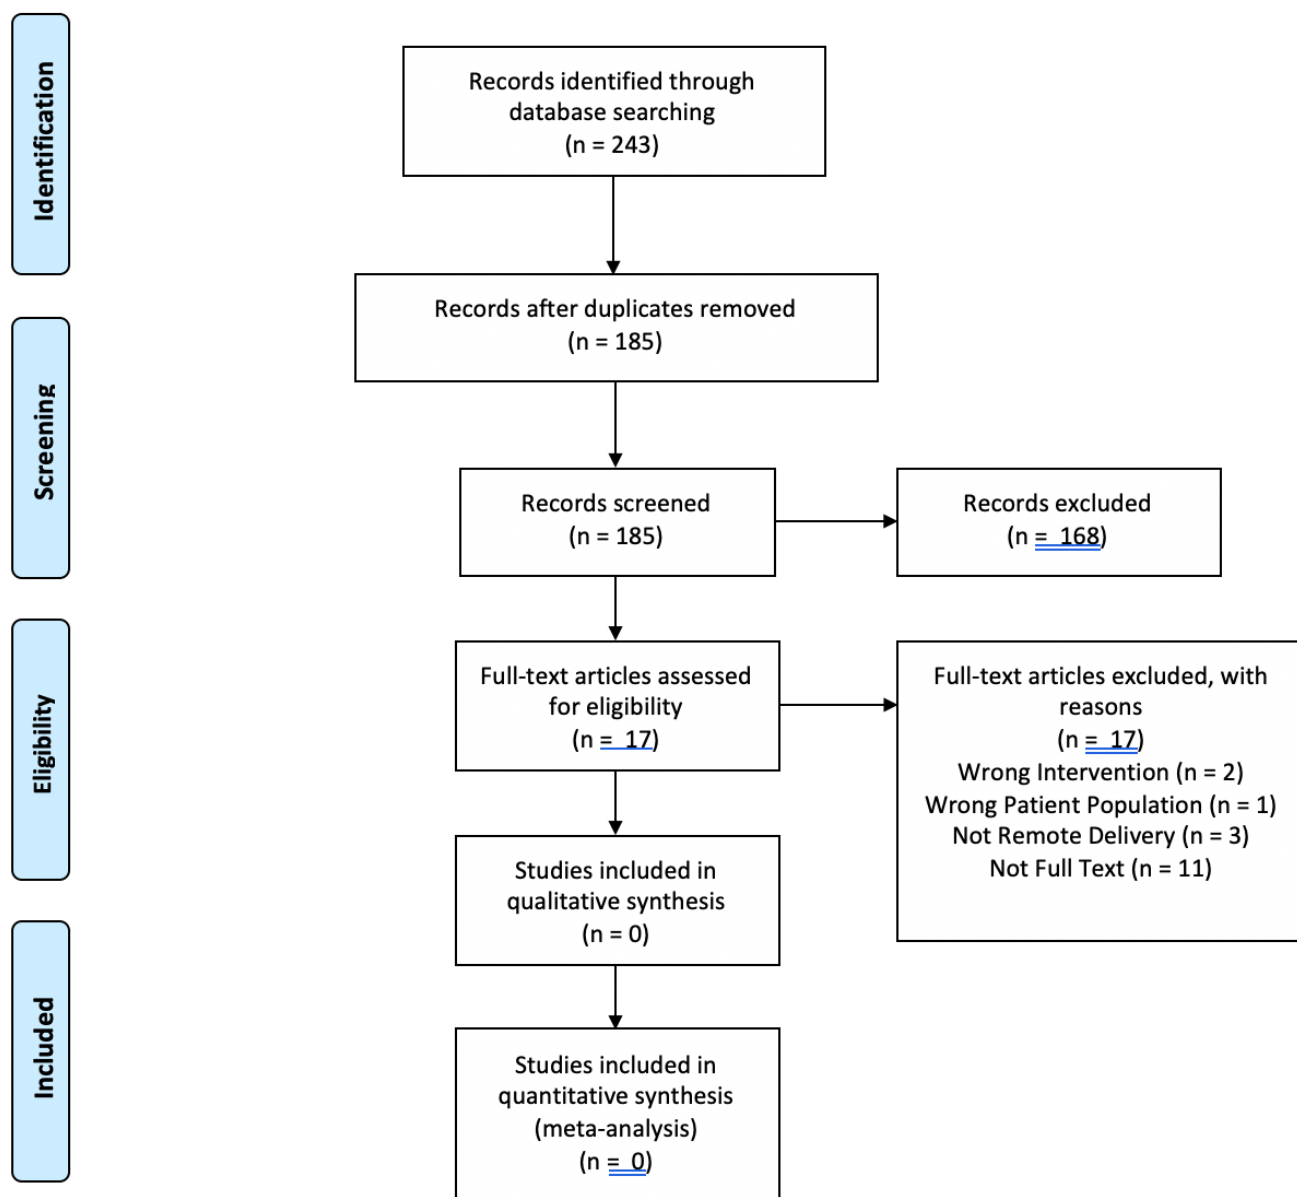 Identification
Records identified through
database searching
(n = 243)
Records after duplicates removed
(n = 185)
Screening
Records screened
(n = 185)
Records excluded
(n = 168)
Eligibility
Full-text articles assessed
for eligibility
(n = 17)
Full-text articles excluded, with
reasons
(n = 17)
Wrong Intervention (n = 2)
Wrong Patient Population (n = 1)
Not Remote Delivery (n = 3)
Not Full Text (n = 11)
Studies included in
qualitative synthesis
(n = 0)
Included
Studies included in
quantitative synthesis
(meta-analysis)
(n = 0)